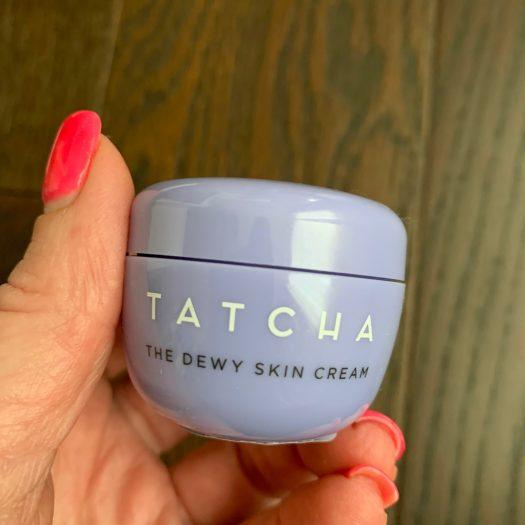 TATCHA
THE DEWY SKIN CREAM